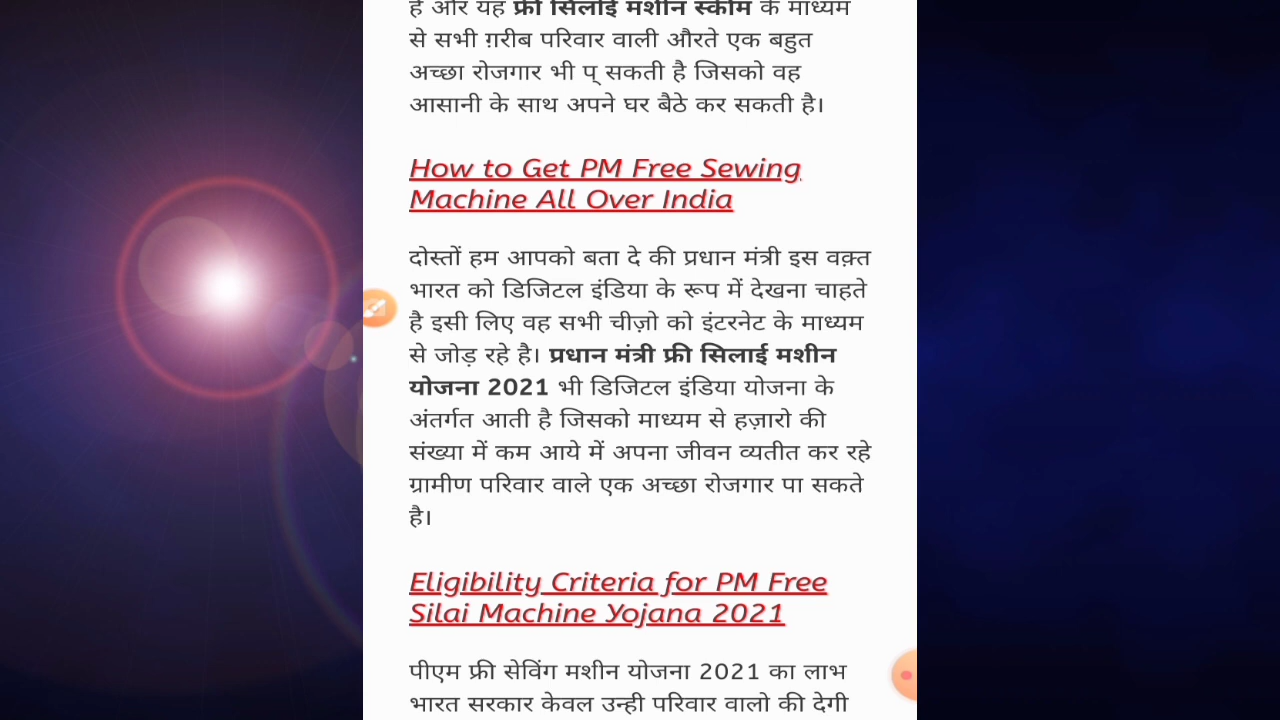 है और यह फ्री सिलाई मशीन स्कीम के माध्यम
से सभी ग़रीब परिवार वाली औरते एक बहुत
अच्छा रोजगार भी प् सकती है जिसको वह
आसानी के साथ अपने घर बैठे कर सकती है।
How to Get PM Free Sewing
Machine All Over India
दोस्तों हम आपको बता दे की प्रधान मंत्री इस वक़्त
भारत को डिजिटल इंडिया के रूप में देखना चाहते
है इसी लिए वह सभी चीज़ो को इंटरनेट के माध्यम
से जोड़ रहे है। प्रधान मंत्री फ्री सिलाई मशीन
योजना 2021 भी डिजिटल इंडिया योजना के
अंतर्गत आती है जिसको माध्यम से हज़ारो की
संख्या में कम आये में अपना जीवन व्यतीत कर रहे
ग्रामीण परिवार वाले एक अच्छा रोजगार पा सकते
है।
Eligibility Criteria for PM Free
Silai Machine Yojana 2021
पीएम फ्री सेविंग मशीन योजना 2021 का लाभ
भारत सरकार केवल उन्ही परिवार वालो की देगी